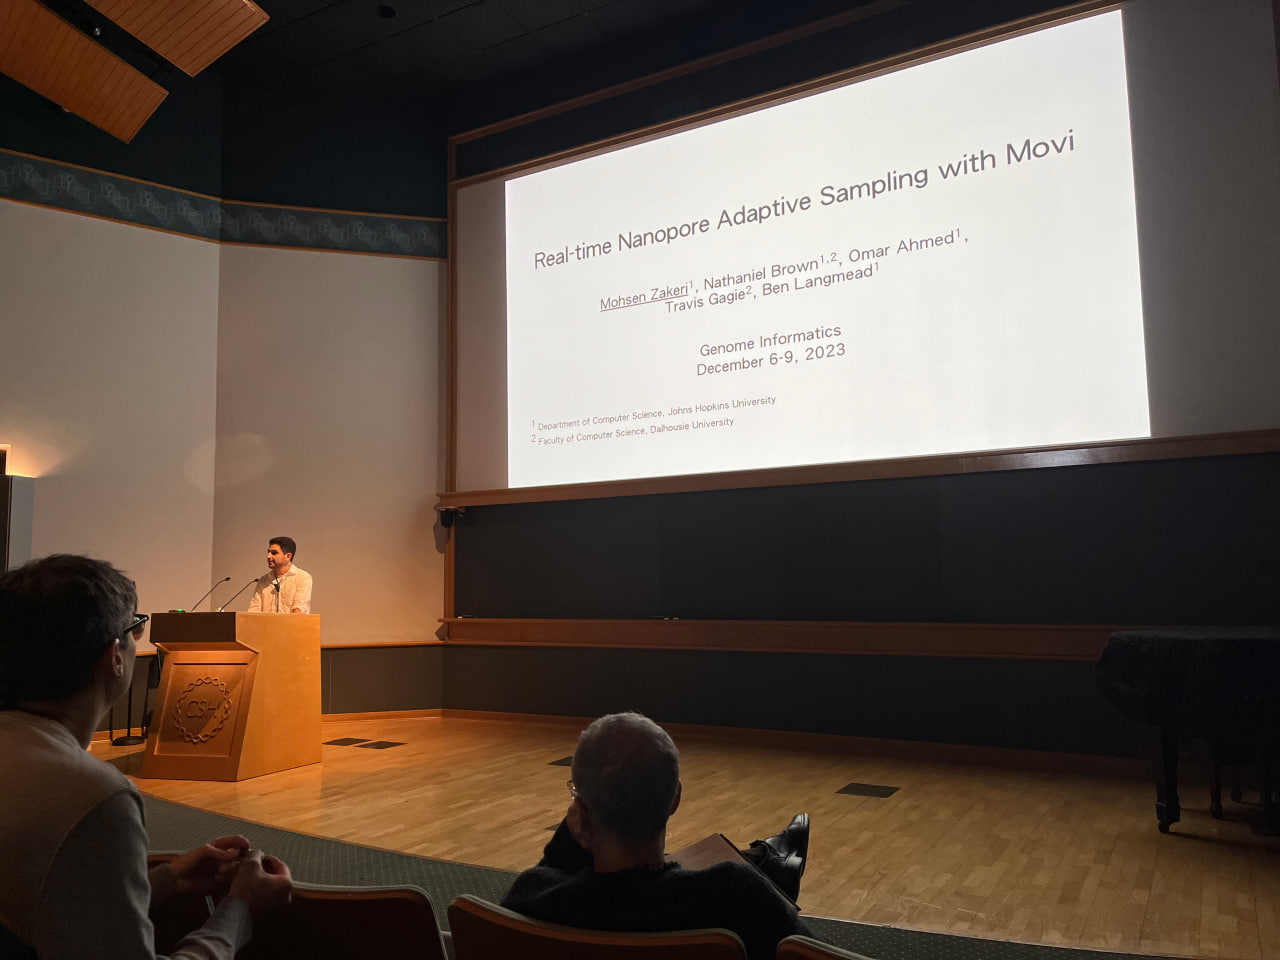 Real-time Nanopore Adaptive Sampling with Movi
Mohsen Zakeri1, Nathaniel Brown1,2, Omar Ahmed1,
Travis Gagie2, Ben Langmead1
Genome Informatics
December 6-9, 2023
1 Department of Computer Science, Johns Hopkins University
2 Faculty of Computer Science, Dalhousie University
CSH